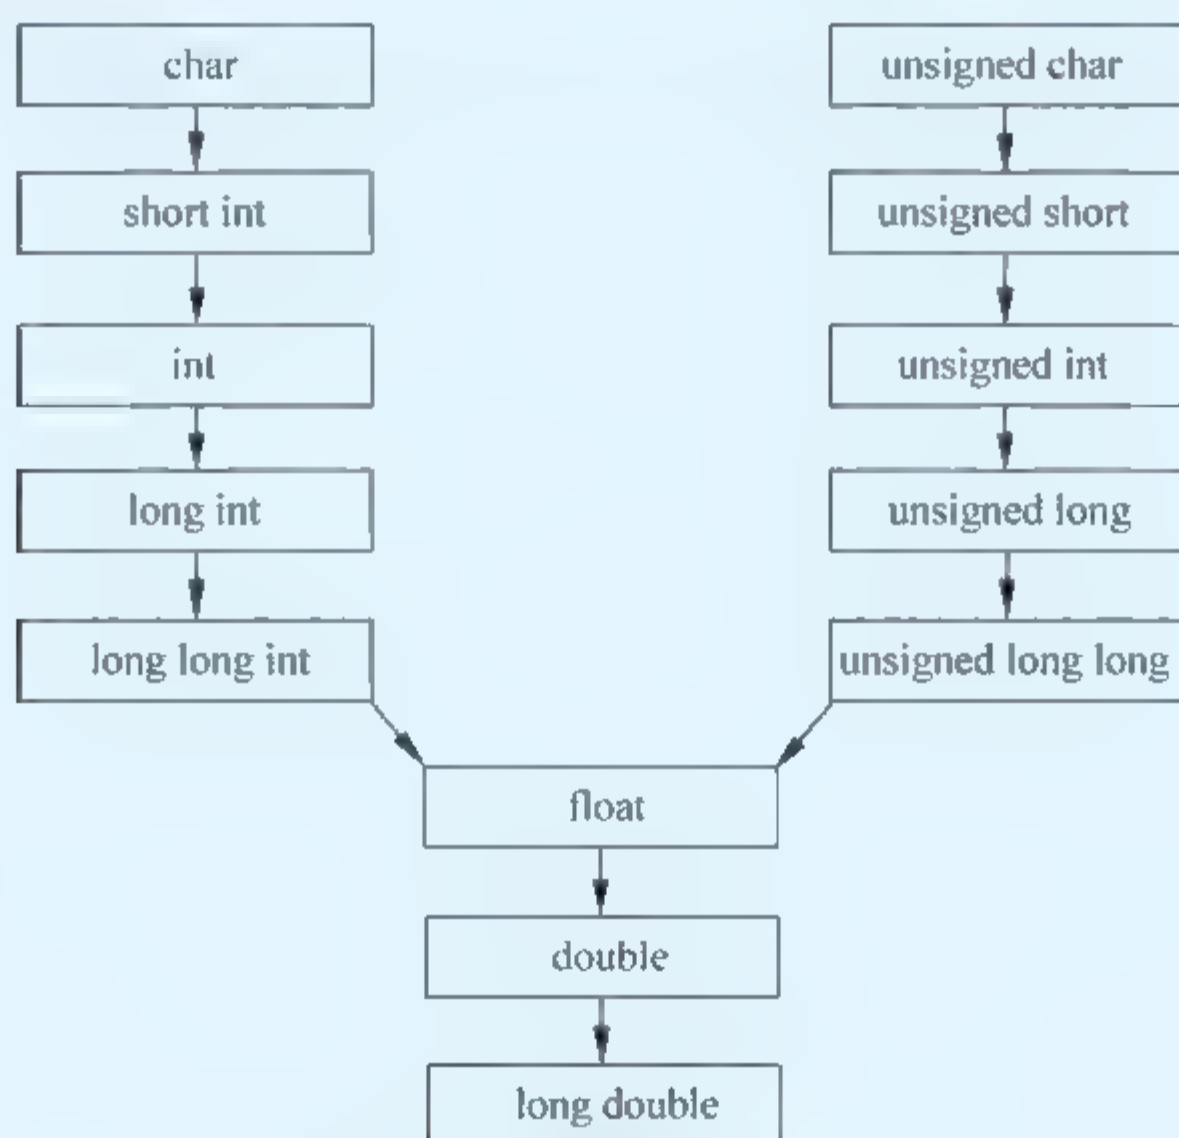 char
unsigned char
short int
unsigned short
int
unsigned int
long int
unsigned long
long long int
unsigned long long
float
double
long double